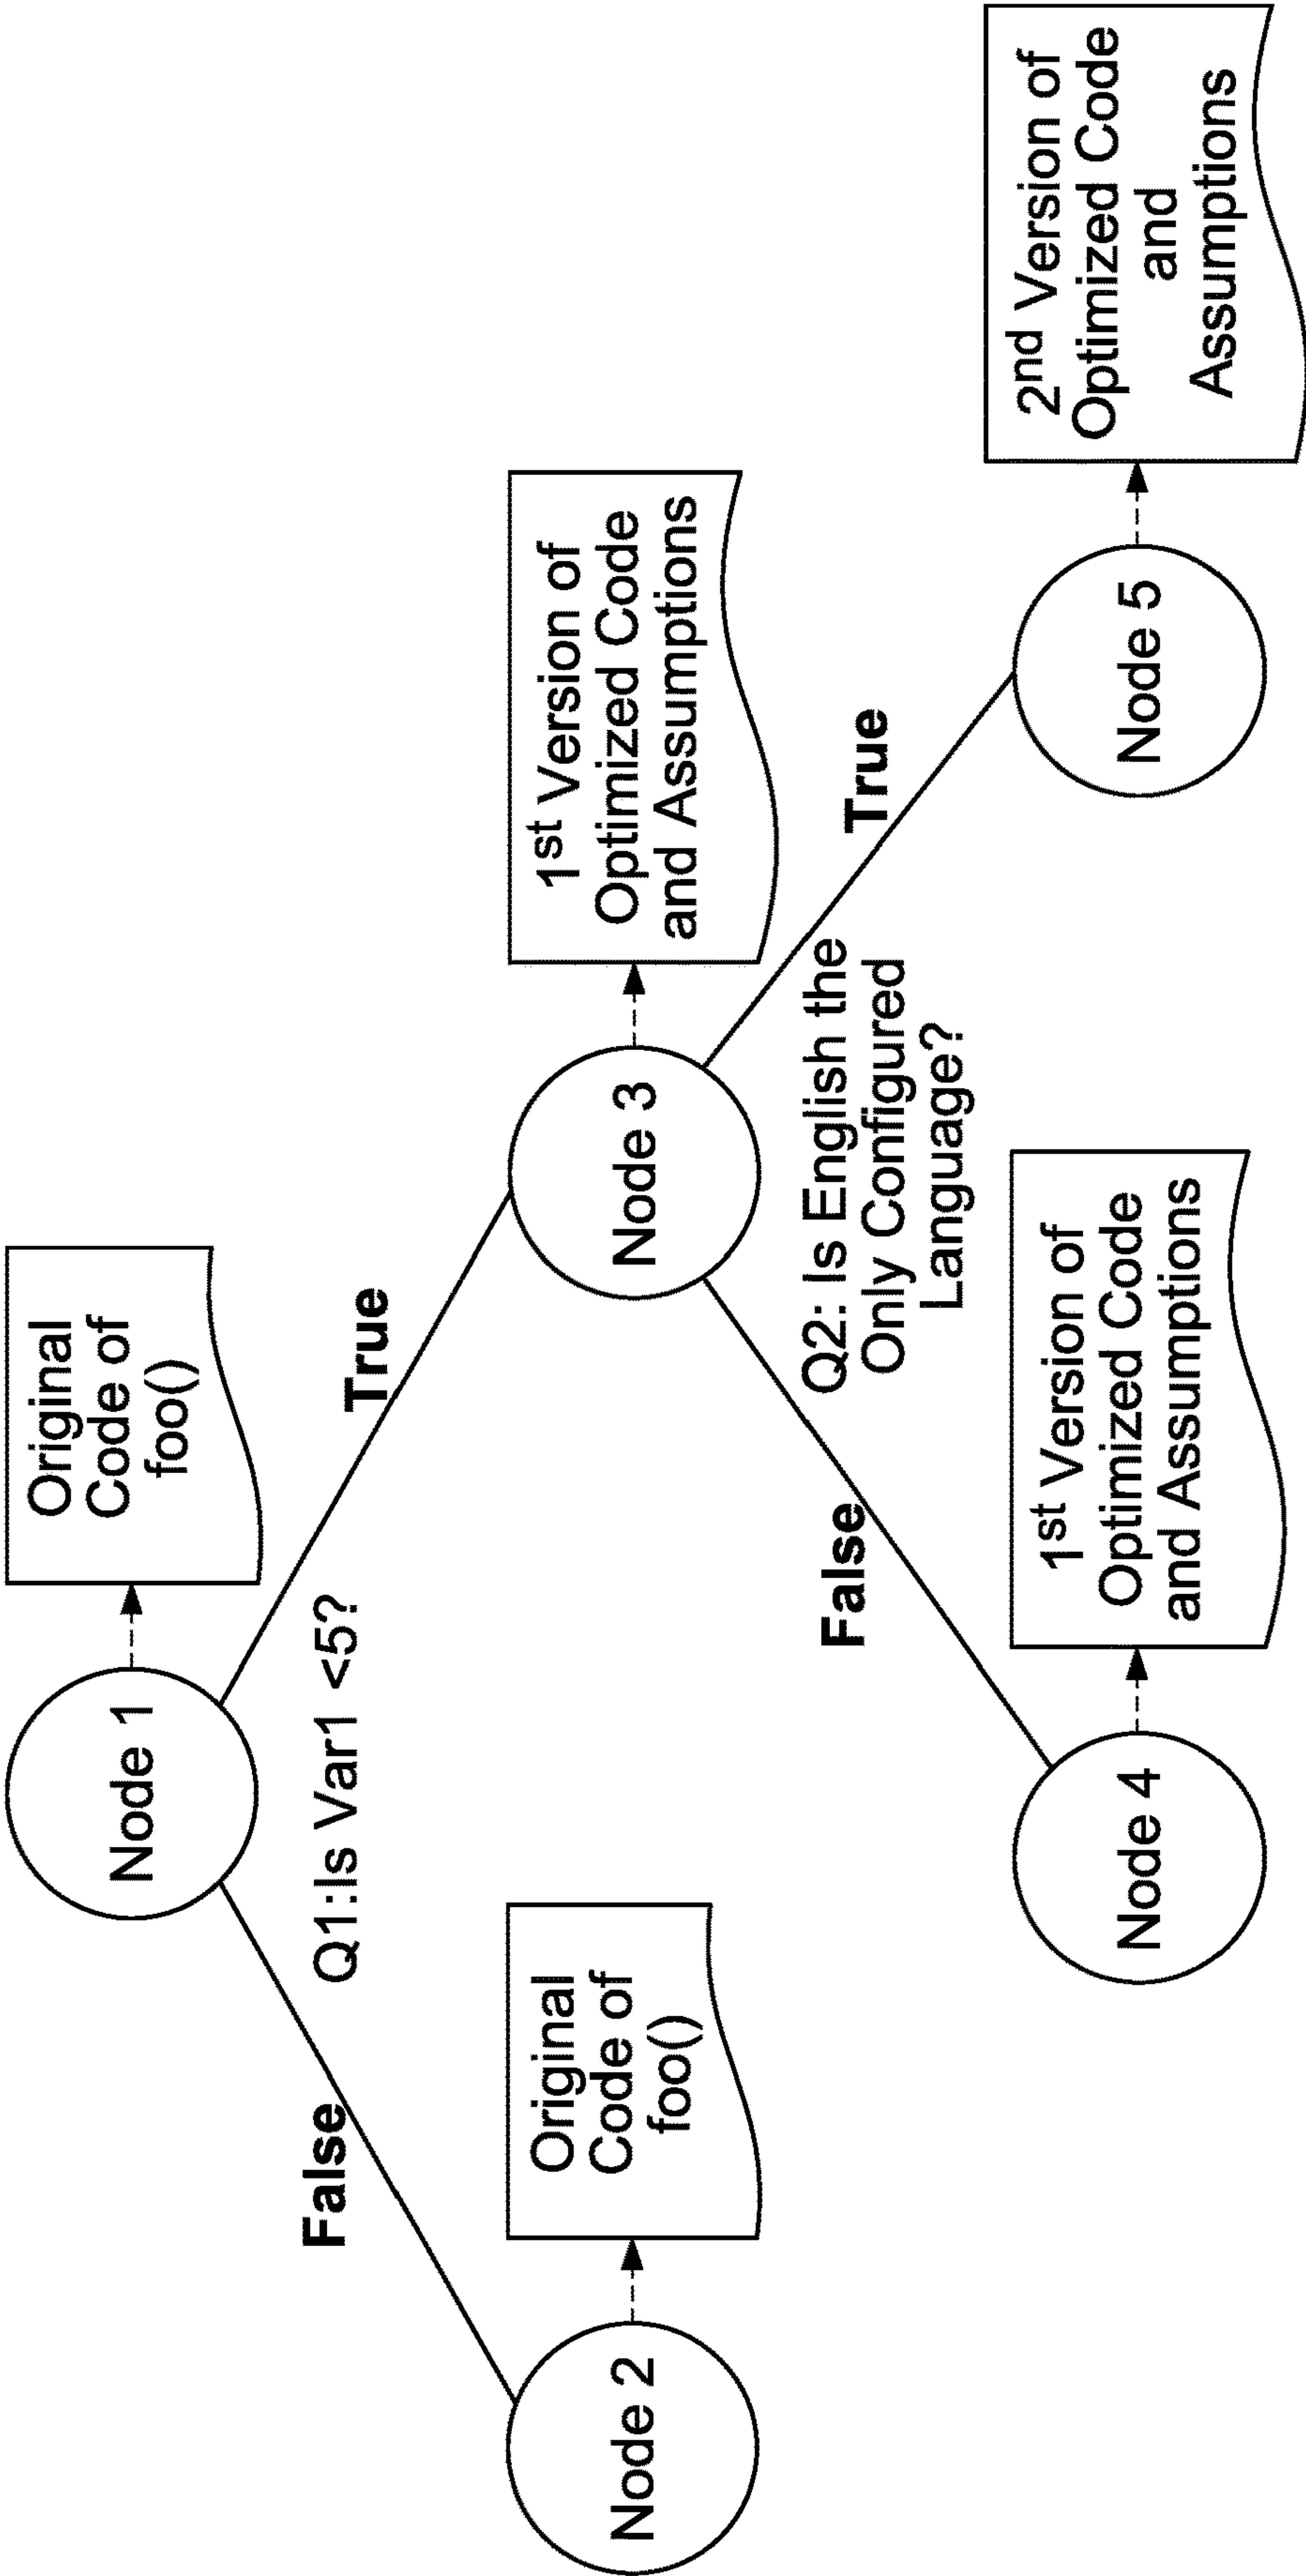 Node 1
Original
Code of
foo()
Q1:Is Var1 <5?
False
True
Node 2
Original
Code of
foo()
Node 3
1st Version of
Optimized Code
and Assumptions
Q2: Is English the
Only Configured
Language?
False
True
Node 4
1st Version of
Optimized Code
and Assumptions
Node 5
2nd Version of
Optimized Code
and
Assumptions